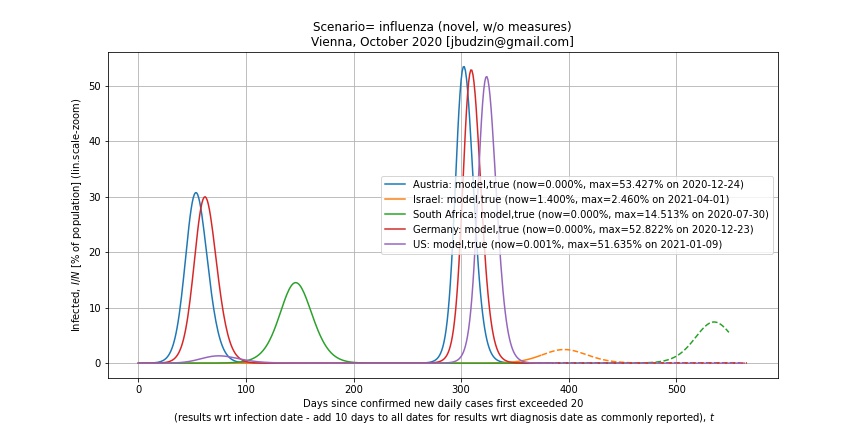 Scenario= influenza (novel, w/o measures)
Vienna, October 2020 [jbudzin@gmail.com]
Infected, I/N [% of population] (lin.scale-zoom)
50
40
30
20
10
0
Austria: model,true (now=0.000%, max=53.427% on 2020-12-24)
Israel: model,true (now=1.400%, max=2.460% on 2021-04-01)
South Africa: model,true (now=0.000%, max=14.513% on 2020-07-30)
Germany: model,true (now=0.000%, max=52.822% on 2020-12-23)
US: model,true (now=0.001%, max=51.635% on 2021-01-09)
0 100 200 300 400 500
Days since confirmed new daily cases first exceeded 20
(results wrt infection date - add 10 days to all dates for results wrt diagnosis date as commonly reported), t